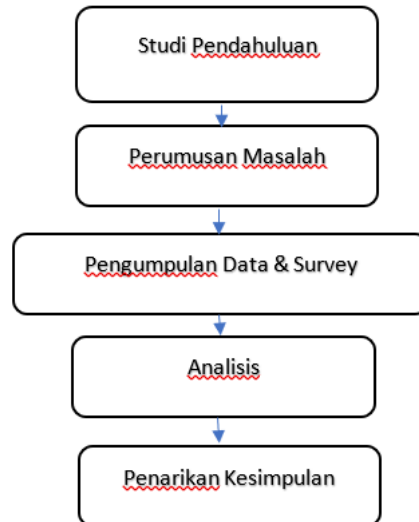 Studi Pendahuluan
Perumusan Masalah
Pengumpulan Data & Survey
Analisis
Penarikan Kesimpulan